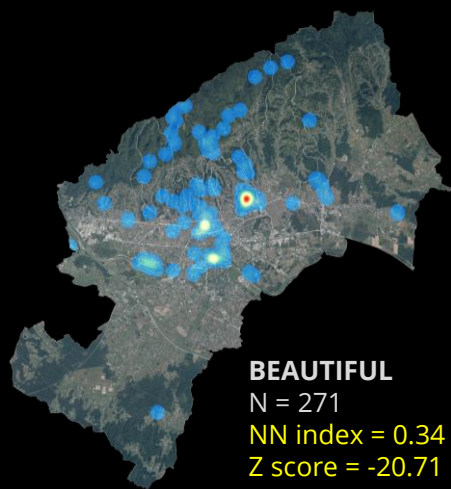 BEAUTIFUL
N = 271
NN index = 0.34
Z score = -20.71